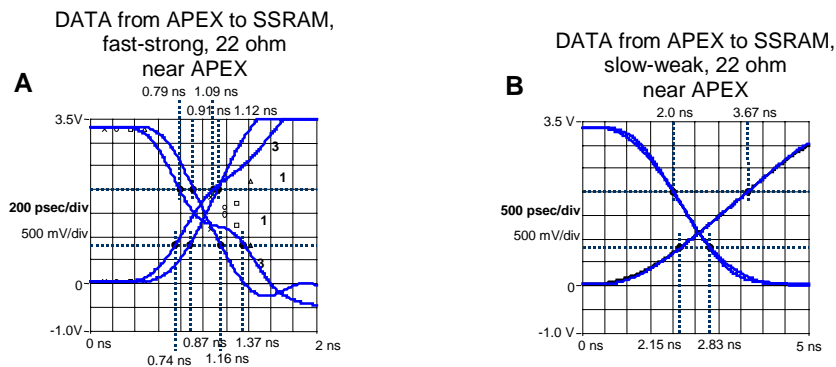 DATA from APEX to SSRAM,
fast-strong, 22 ohm
near APEX
A
0.79 ns 1.09 ns
0.91 ns 1.12 ns
3.5V
3
1
200 psec/div
1
500 mV/div
3
0
-1.0V
0 ns 0.87 ns 1.37 ns 2 ns
0.74 ns 1.16 ns
DATA from APEX to SSRAM,
slow-weak, 22 ohm
near APEX
B
2.0 ns 3.67 ns
3.5 V
500 psec/div
500 mV/div
0
-1.0 V
0 ns 2.15 ns 2.83 ns 5 ns